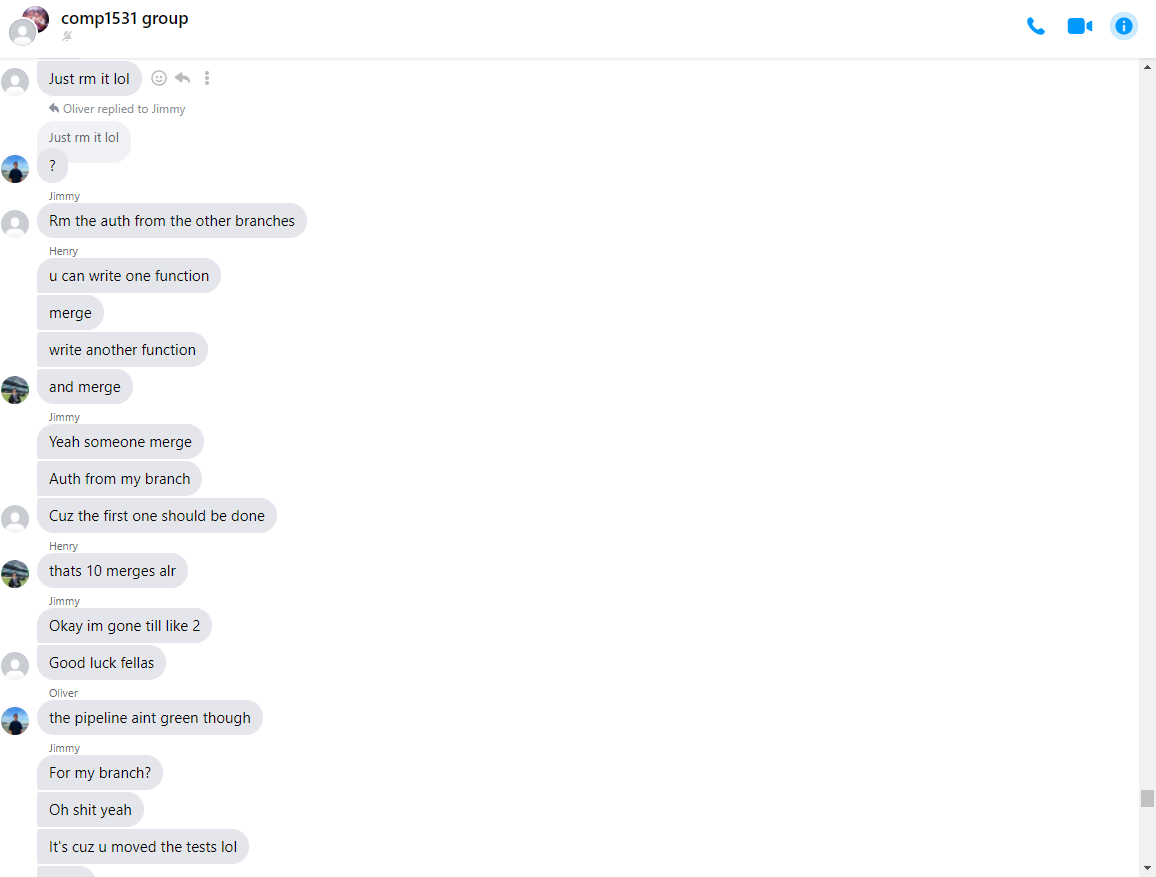 comp1531 group
Just rm it lol
Oliver replied to Jimmy
Just rm it lol
?
Jimmy
Rm the auth from the other branches
Henry
u can write one function
merge
write another function
and merge
Jimmy
Yeah someone merge
Auth from my branch
Cuz the first one should be done
Henry
thats 10 merges alr
Jimmy
Okay im gone till like 2
Good luck fellas
Oliver
the pipeline aint green though
Jimmy
For my branch?
Oh shit yeah
It's cuz u moved the tests lol